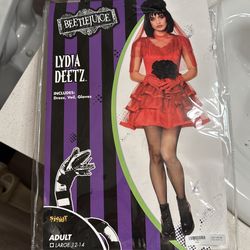 BEETLEJUICE
LYDIA
DEETZ
INCLUDES:
Dress, Veil, Gloves
ADULT
LARGE 12-14